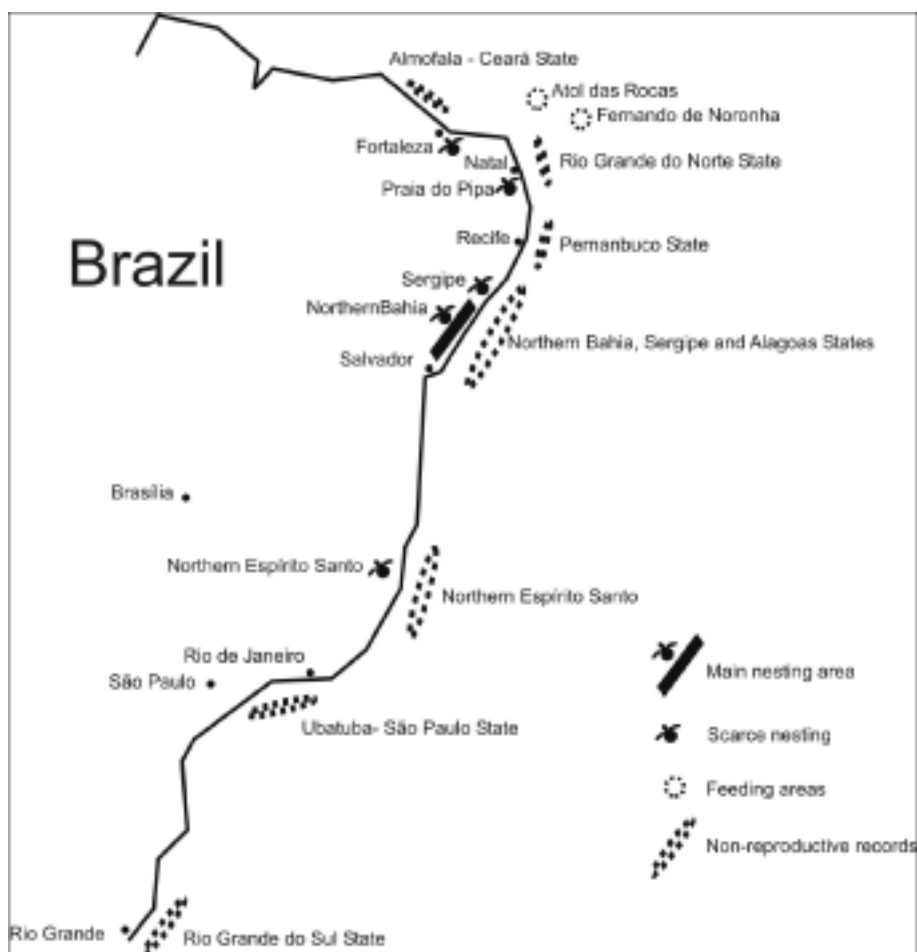 Almofala - Ceará State
Atol das Rocas
Fernando de Noronha
Fortaleza
Natal
Rio Grande do Norte State
Praia do Pipa
Brazil
Recife
Pernanbuco State
Sergipe
NorthernBahia
Northern Bahia, Sergipe and Alagoas States
Salvador
Brasília
Northern Espírito Santo
Northern Espírito Santo
Rio de Janeiro
São Paulo
Main nesting area
Ubatuba- São Paulo State
Scarce nesting
Feeding areas
Non-reproductive records
Rio Grande
Rio Grande do Sul State